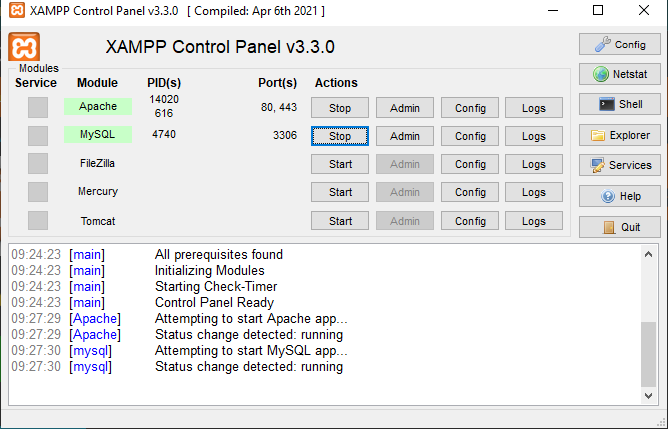 XAMPP Control Panel v3.3.0 [ Compiled: Apr 6th 2021 ]
XAMPP Control Panel v3.3.0
Config
Modules
Service Module PID(s) Port(s) Actions
Netstat
Apache 14020 616 80, 443 Stop Admin Config Logs
Shell
MySQL 4740 3306 Stop Admin Config Logs
Explorer
FileZilla Start Admin Config Logs
Services
Mercury Start Admin Config Logs
Help
Tomcat Start Admin Config Logs
Quit
09:24:23 [main] All prerequisites found
09:24:23 [main] Initializing Modules
09:24:23 [main] Starting Check-Timer
09:24:23 [main] Control Panel Ready
09:27:29 [Apache] Attempting to start Apache app...
09:27:29 [Apache] Status change detected: running
09:27:30 [mysql] Attempting to start MySQL app...
09:27:30 [mysql] Status change detected: running